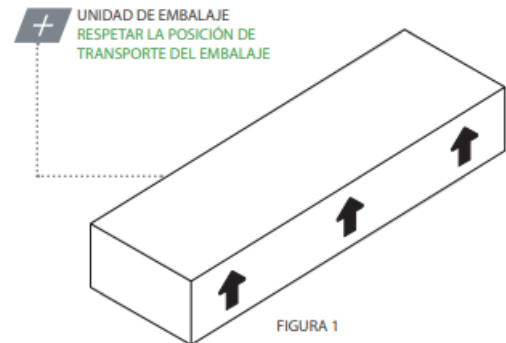 UNIDAD DE EMBALAJE
RESPETAR LA POSICIÓN DE
TRANSPORTE DEL EMBALAJE
FIGURA 1